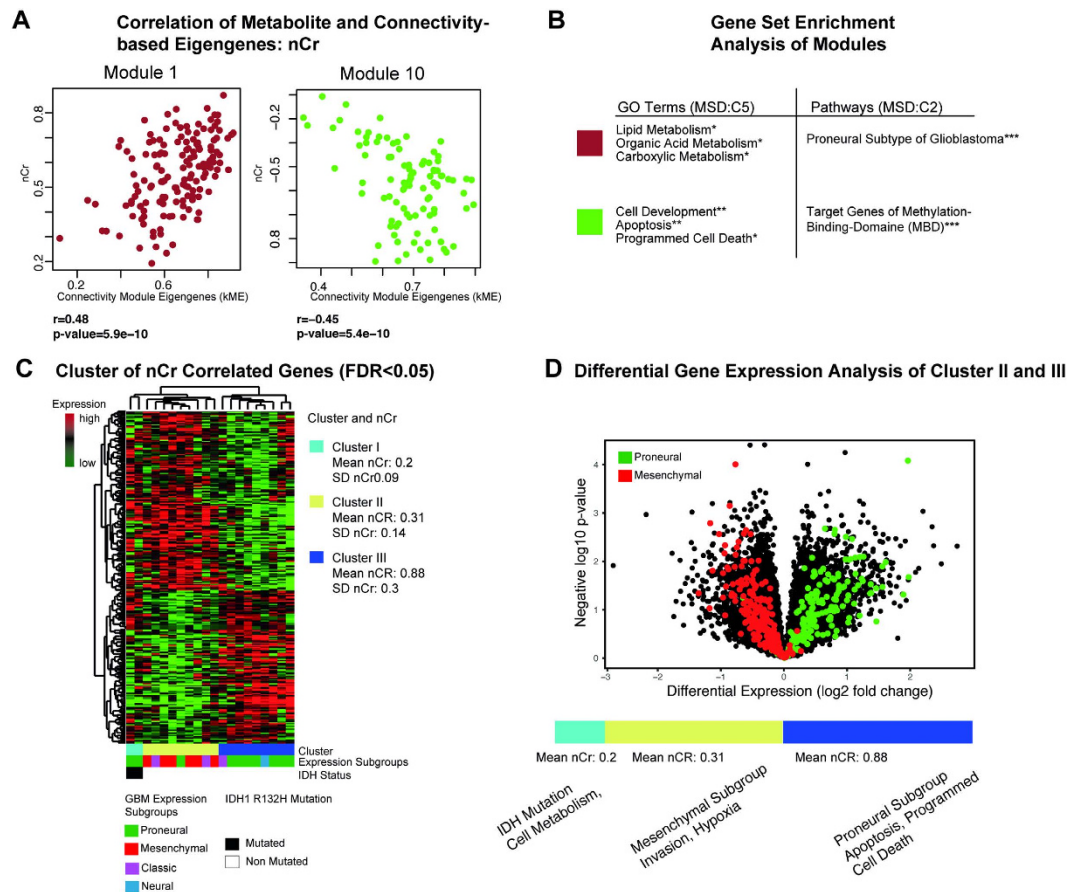 A Correlation of Metabolite and Connectivity-
based Eigengenes: nCr
Module 1
nCr
0.8
0.5
0.2
0.2
0.6
Connectivity Module Eigengenes (kME)
r=0.48
p-value=5.9e-10
Module 10
nCr
−0.2
−0.5
0.8
0.4
0.7
Connectivity Module Eigengenes (kME)
r=−0.45
p-value=5.4e-10
B Gene Set Enrichment
Analysis of Modules
GO Terms (MSD:C5)
Pathways (MSD:C2)
Lipid Metabolism*
Organic Acid Metabolism*
Carboxylic Metabolism*
Proneural Subtype of Glioblastoma***
Cell Development**
Apoptosis**
Programmed Cell Death*
Target Genes of Methylation-
Binding-Domaine (MBD)***
C Cluster of nCr Correlated Genes (FDR<0.05)
Expression
high
low
Cluster and nCr
Cluster I
Mean nCr: 0.2
SD nCr0.09
Cluster II
Mean nCR: 0.31
SD nCr: 0.14
Cluster III
Mean nCR: 0.88
SD nCr: 0.3
Cluster
Expression Subgroups
IDH Status
GBM Expression
Subgroups
Proneural
Mesenchymal
Classic
Neural
IDH1 R132H Mutation
Mutated
Non Mutated
D Differential Gene Expression Analysis of Cluster II and III
Proneural
Mesenchymal
Negative log10 p-value
4
3
2
1
0
−3
−2
−1
0
1
2
3
Differential Expression (log2 fold change)
Mean nCr: 0.2
Mean nCR: 0.31
Mean nCR: 0.88
IDH Mutation
Cell Metabolism,
Mesenchymal Subgroup
Invasion, Hypoxia
Proneural Subgroup
Apoptosis, Programmed
Cell Death